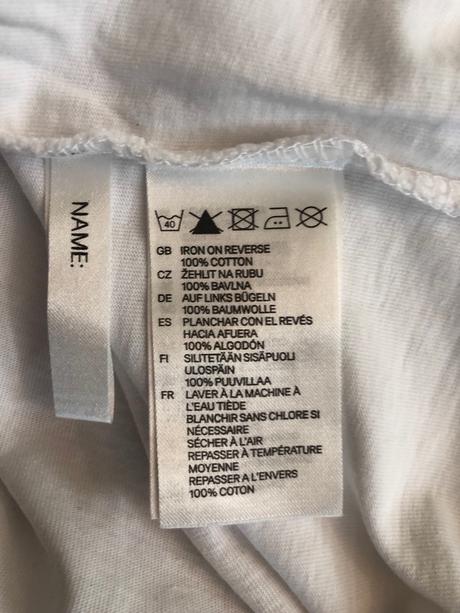 NAME:
40
GB IRON ON REVERSE
100% COTTON
CZ ŽEHLIT NA RUBU
100% BAVLNA
DE AUF LINKS BÜGELN
100% BAUMWOLLE
ES PLANCHAR CON EL REVÉS
HACIA AFUERA
100% ALGODÓN
FI SILITETÄÄN SISÄPUOLI
ULOSPÄIN
100% PUUVILLAA
FR LAVER À LA MACHINE À
L'EAU TIÈDE
BLANCHIR SANS CHLORE SI
NÉCESSAIRE
SÉCHER À L'AIR
REPASSER À TEMPÉRATURE
MOYENNE
REPASSER A L'ENVERS
100% COTON